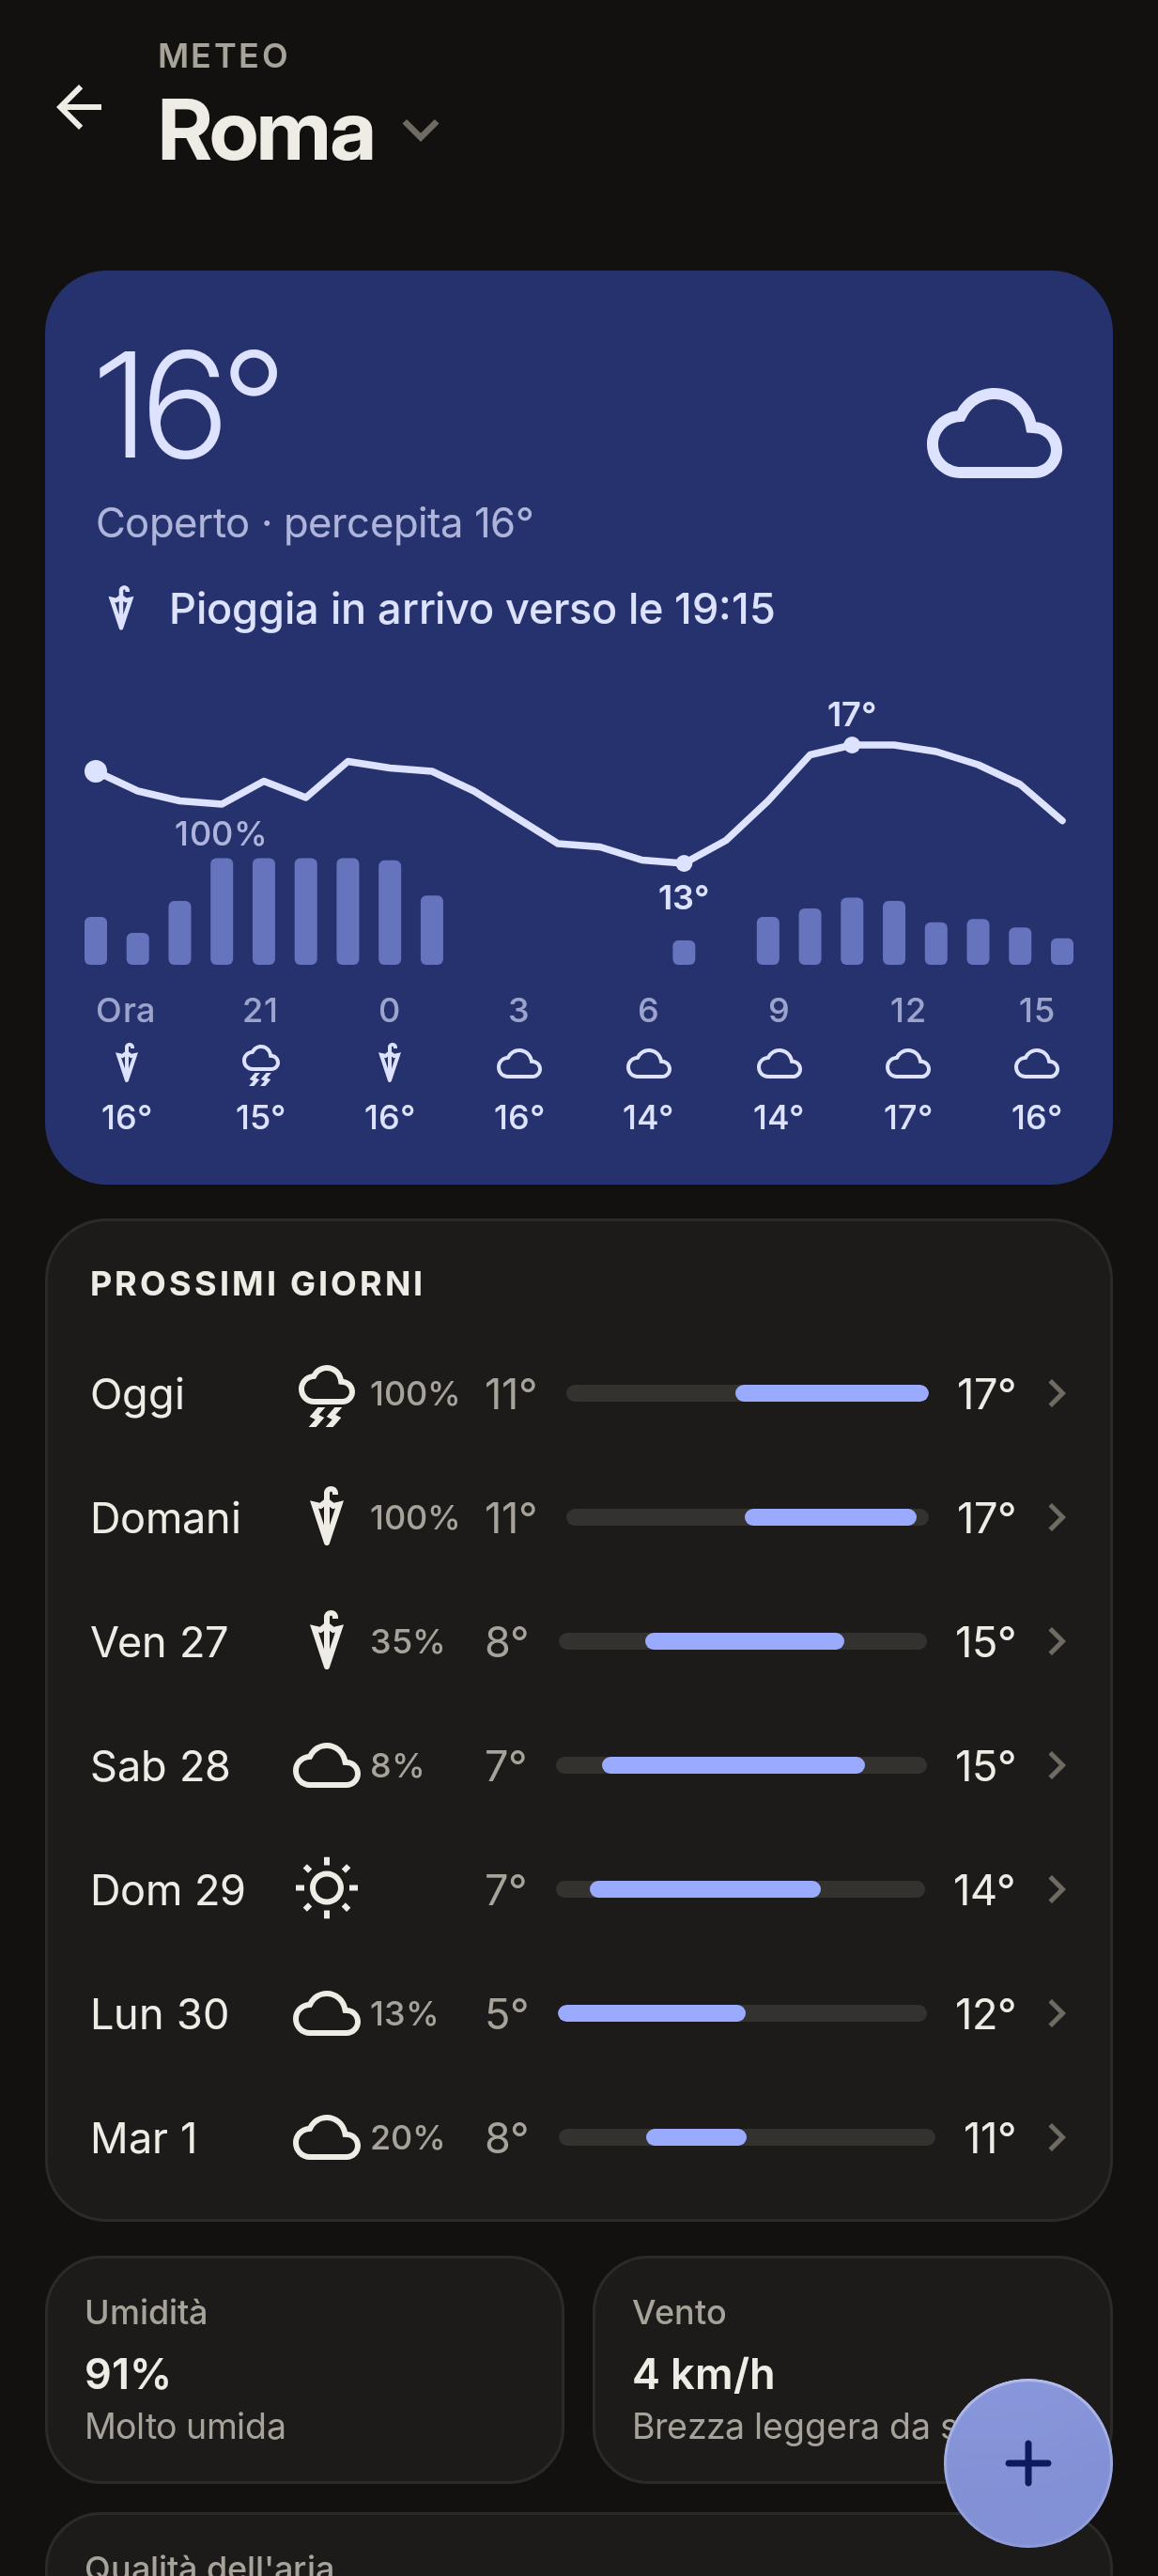 METEO
Roma
16°
Coperto · percepita 16°
Pioggia in arrivo verso le 19:15
17°
100%
13°
Ora 21 0 3 6 9 12 15
16° 15° 16° 16° 14° 14° 17° 16°
PROSSIMI GIORNI
Oggi 100% 11° 17°
Domani 100% 11° 17°
Ven 27 35% 8° 15°
Sab 28 8% 7° 15°
Dom 29 7° 14°
Lun 30 13% 5° 12°
Mar 1 20% 8° 11°
Umidità
91%
Molto umida
Vento
4 km/h
Brezza leggera da
Qualità dell'aria